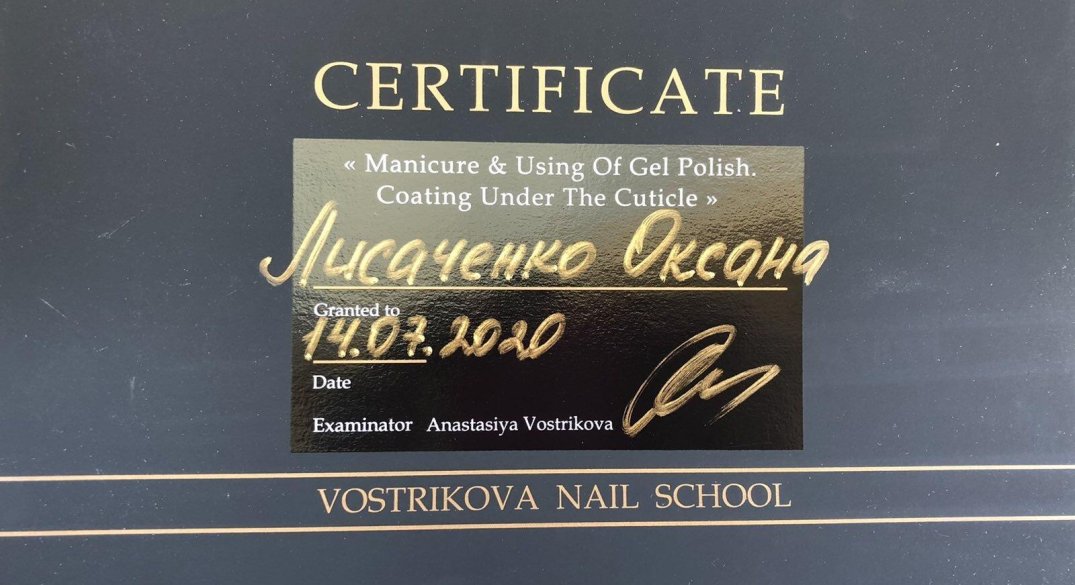 CERTIFICATE
« Manicure & Using Of Gel Polish.
Coating Under The Cuticle »
Лисаченко Оксана
Granted to
14.07.2020
Date
Examinator Anastasiya Vostrikova
VOSTRIKOVA NAIL SCHOOL